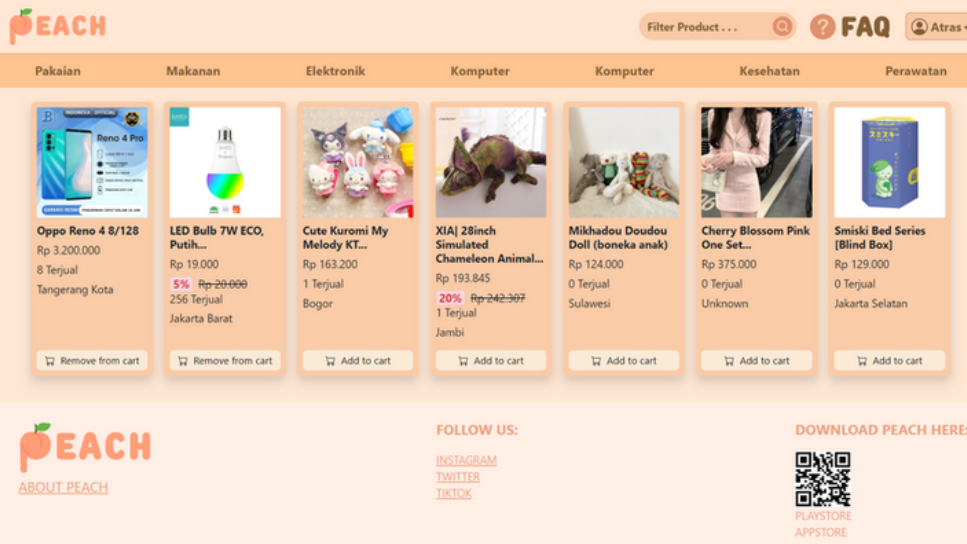 PEACH
Filter Product . . .
?
FAQ
Atras
Pakaian
Makanan
Elektronik
Komputer
Komputer
Kesehatan
Perawatan
INDONESIA OFFICIAL
Reno 4 Pro
Oppo Reno 4 8/128
Rp 3.200.000
8 Terjual
Tangerang Kota
Remove from cart
LED Bulb 7W ECO,
Putih...
Rp 19.000
5% Rp 20.000
256 Terjual
Jakarta Barat
Remove from cart
Cute Kuromi My
Melody KT...
Rp 163.200
1 Terjual
Bogor
Add to cart
XIA| 28inch
Simulated
Chameleon Animal...
Rp 193.845
20% Rp 242.307
1 Terjual
Jambi
Add to cart
Mikhadou Doudou
Doll (boneka anak)
Rp 124.000
0 Terjual
Sulawesi
Add to cart
Cherry Blossom Pink
One Set...
Rp 375.000
0 Terjual
Unknown
Add to cart
スミスキー
Smiski Bed Series
[Blind Box]
Rp 129.000
0 Terjual
Jakarta Selatan
Add to cart
PEACH
ABOUT PEACH
FOLLOW US:
INSTAGRAM
TWITTER
TIKTOK
DOWNLOAD PEACH HERE:
PLAYSTORE
APPSTORE